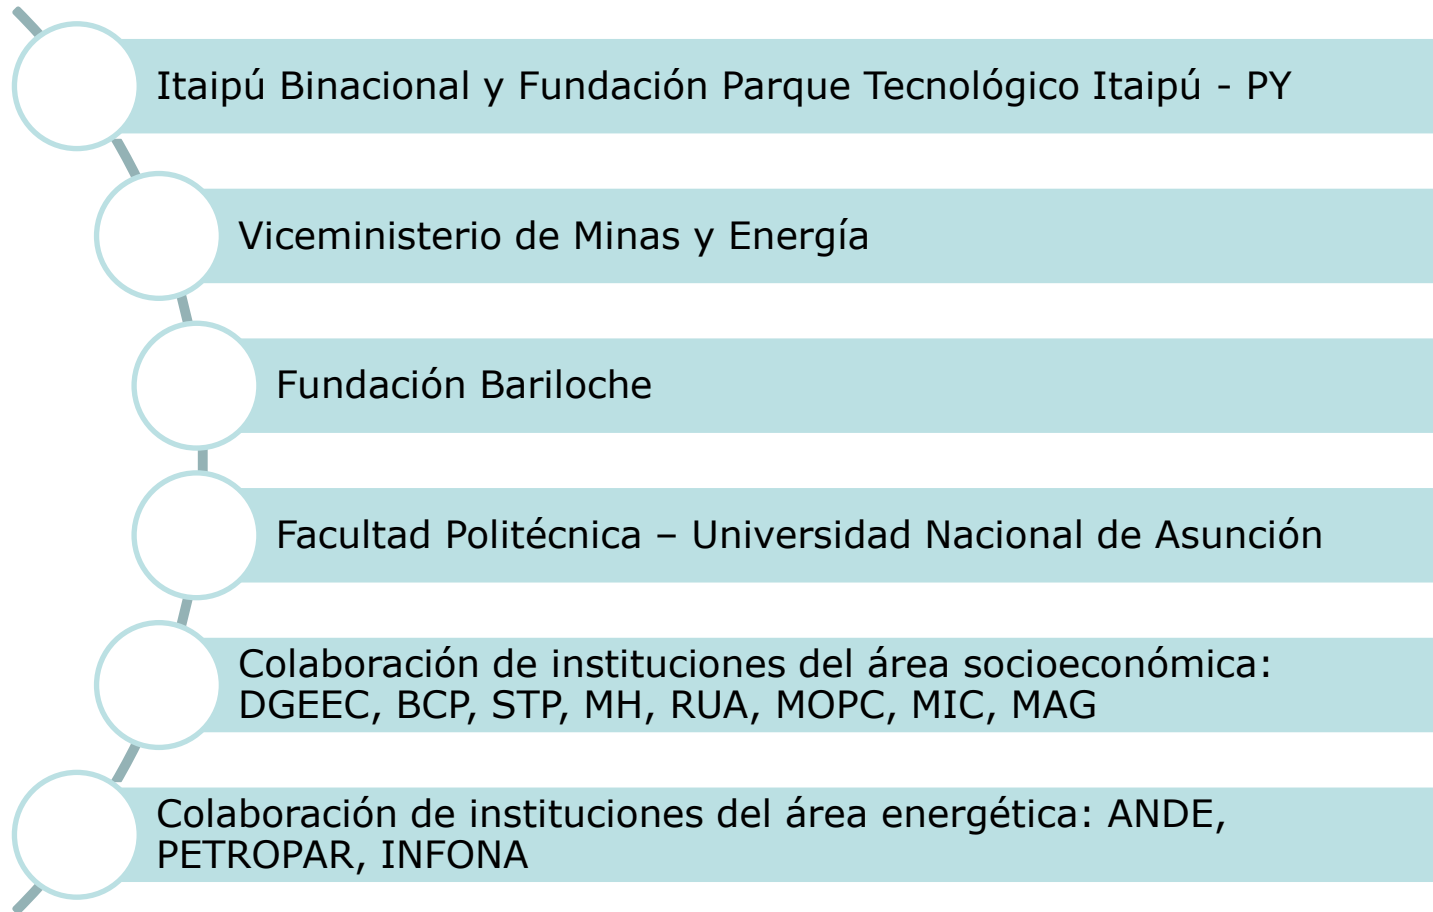 Itaipú Binacional y Fundación Parque Tecnológico Itaipú - PY
Viceministerio de Minas y Energía
Fundación Bariloche
Facultad Politécnica – Universidad Nacional de Asunción
Colaboración de instituciones del área socioeconómica:
DGEEC, BCP, STP, MH, RUA, MOPC, MIC, MAG
Colaboración de instituciones del área energética: ANDE,
PETROPAR, INFONA